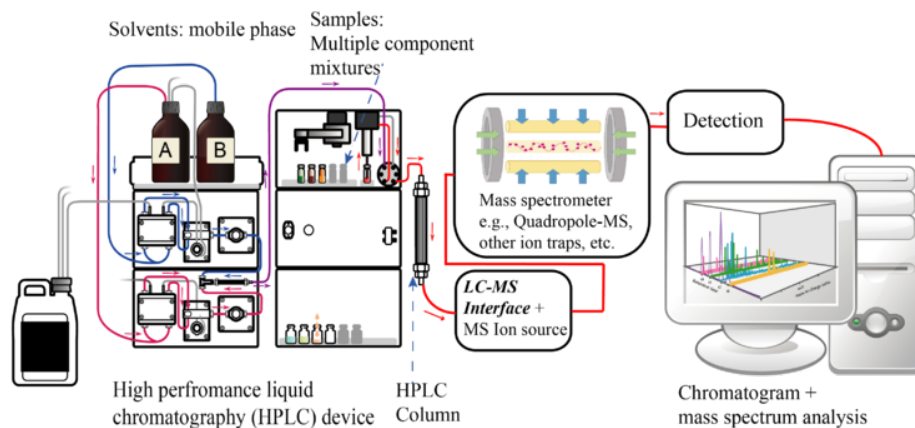 Solvents: mobile phase
Samples:
Multiple component
mixtures
A
B
Mass spectrometer
e.g., Quadropole-MS,
other ion traps, etc.
Detection
LC-MS
Interface +
MS Ion source
High perfromance liquid
chromatography (HPLC) device
HPLC
Column
Chromatogram +
mass spectrum analysis